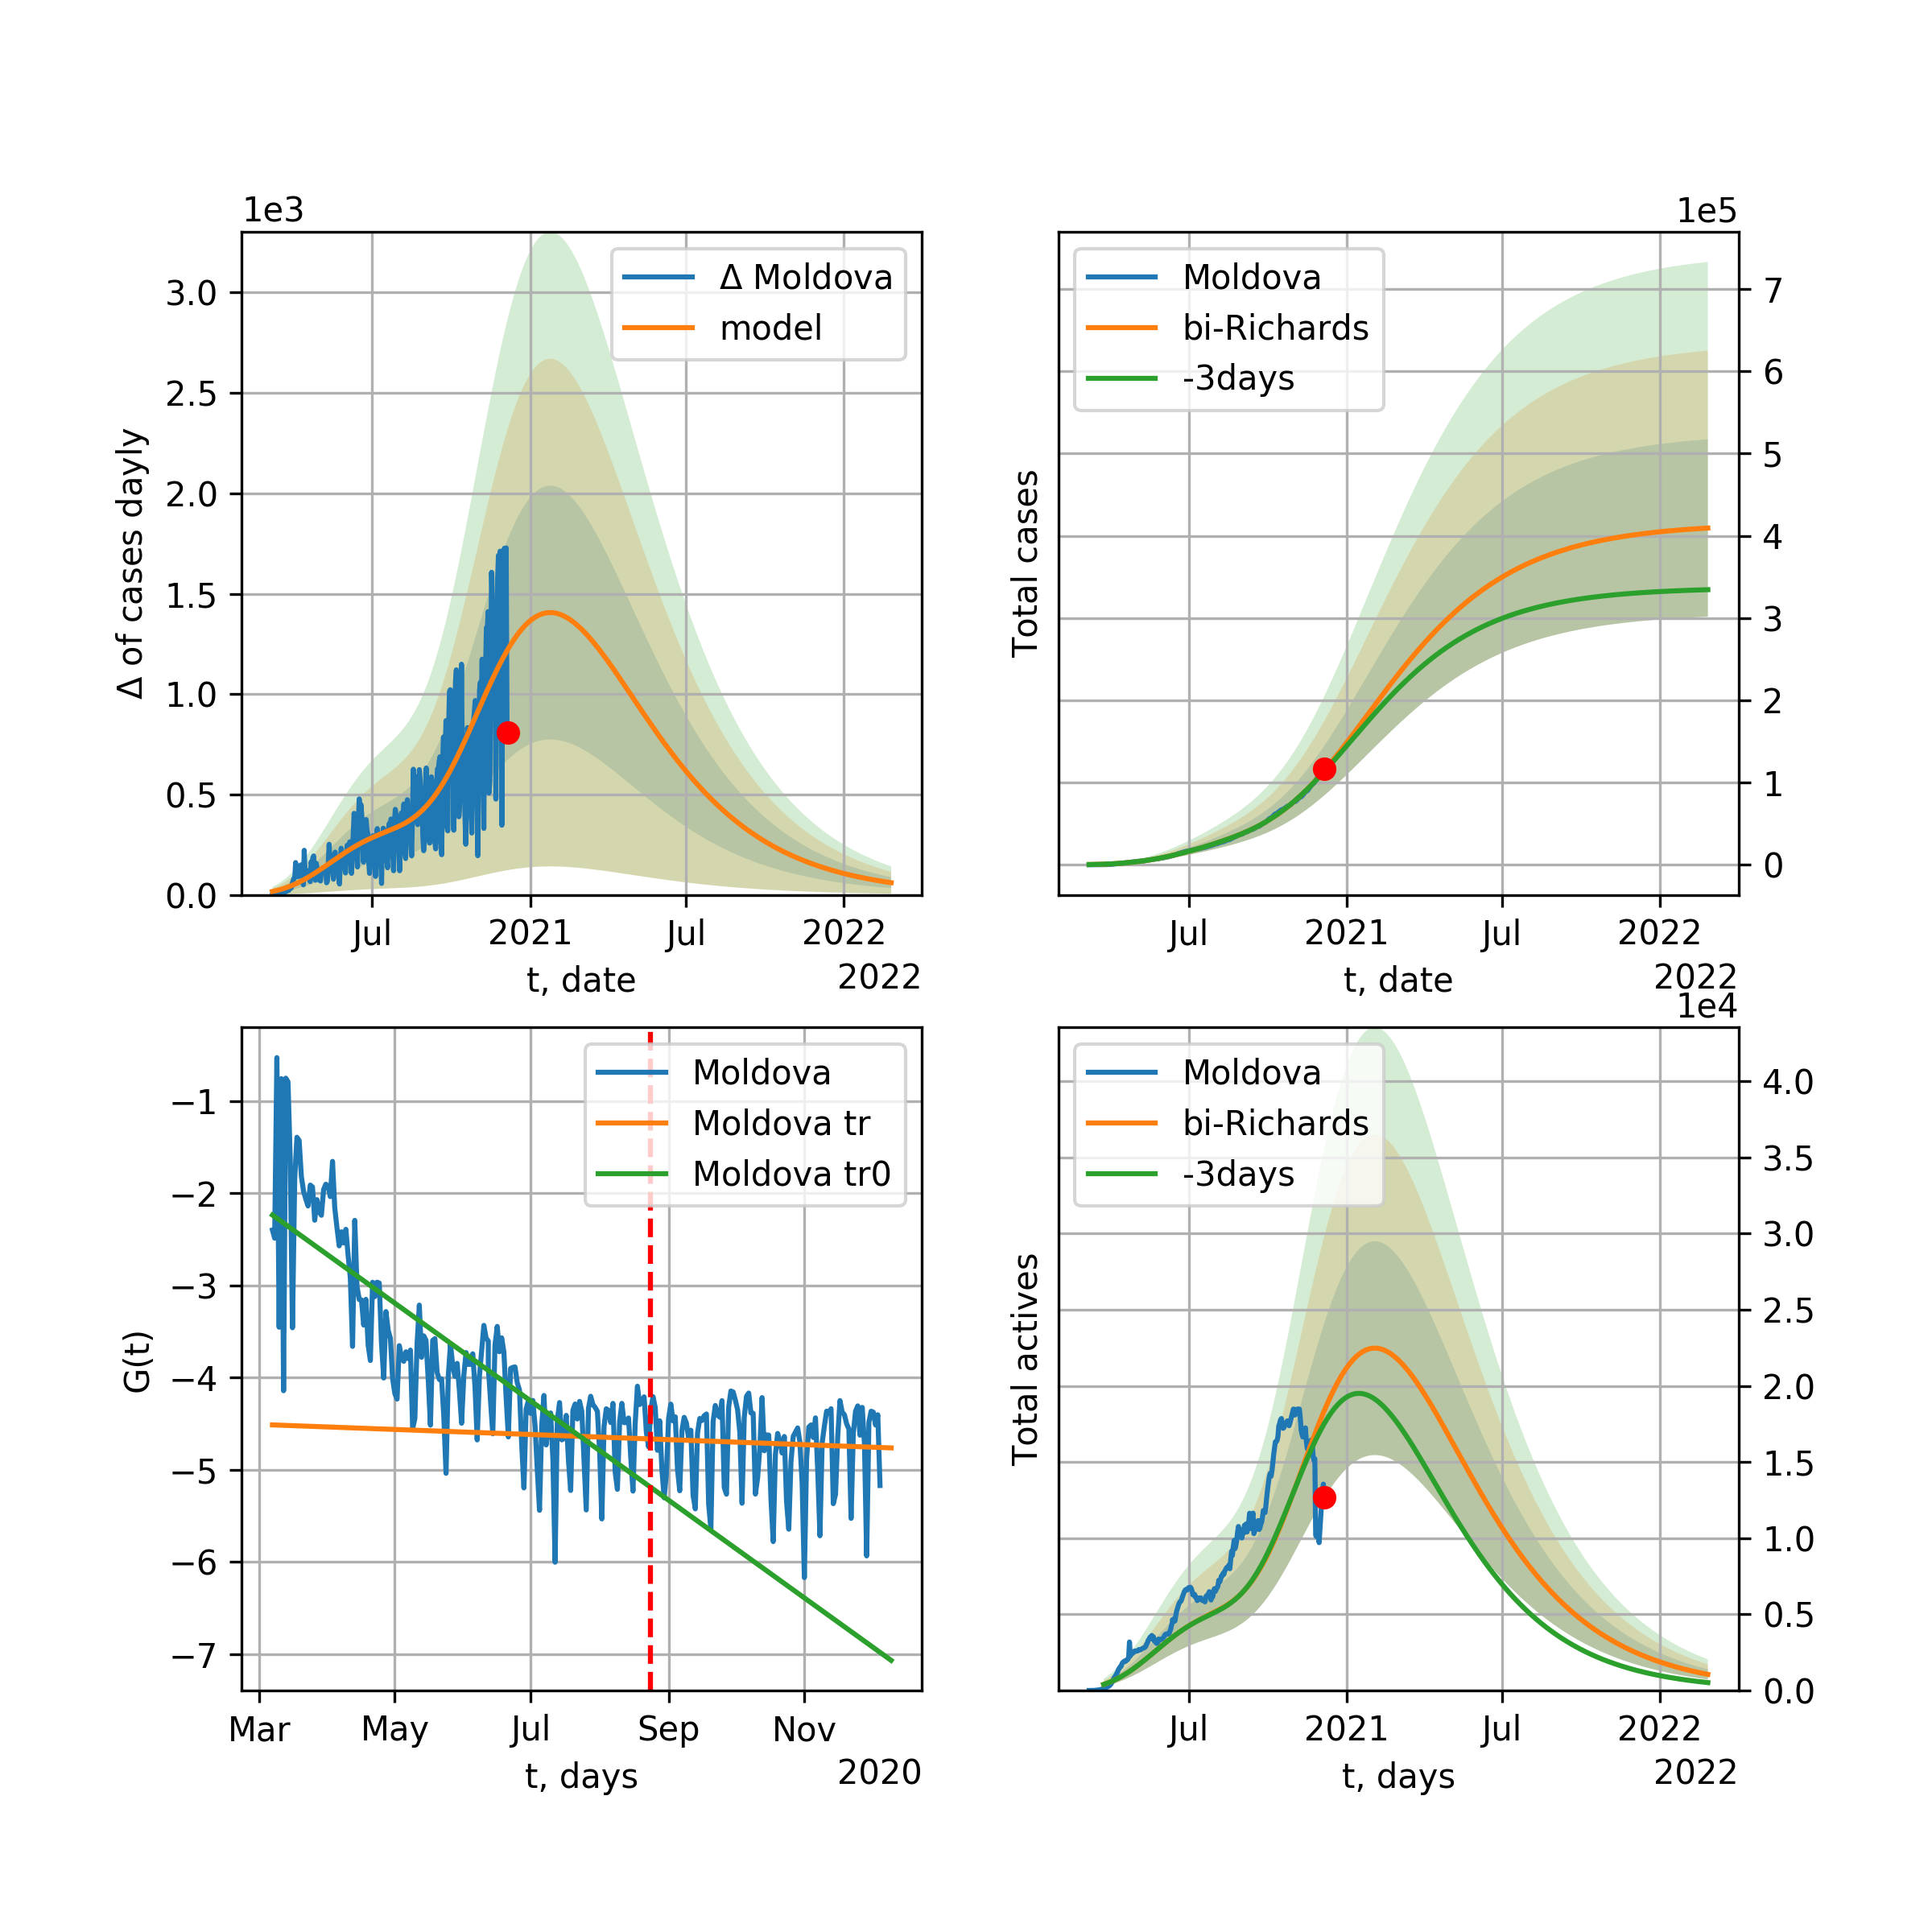 1e3
Δ Moldova
model
3.0
2.5
2.0
1.5
1.0
0.5
0.0
Δ of cases dayly
Jul
2021
Jul
2022
t, date
2022
1e5
Moldova
bi-Richards
-3days
7
6
5
4
3
2
1
0
Total cases
Jul
2021
Jul
2022
t, date
2022
Moldova
Moldova tr
Moldova tr0
−1
−2
−3
−4
−5
−6
−7
G(t)
Mar
May
Jul
Sep
Nov
t, days
2020
1e4
Moldova
bi-Richards
-3days
4.0
3.5
3.0
2.5
2.0
1.5
1.0
0.5
0.0
Total actives
Jul
2021
Jul
2022
t, days
2022